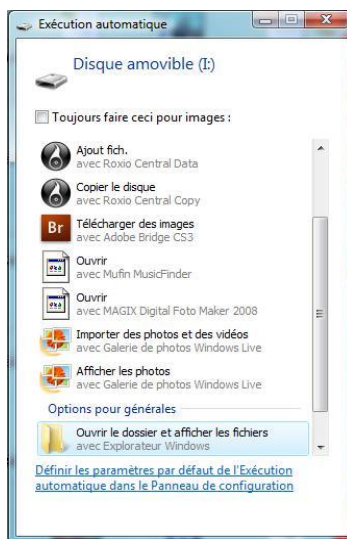 Exécution automatique
Disque amovible (I:)
Toujours faire ceci pour images :
Ajout fich.
avec Roxio Central Data
Copier le disque
avec Roxio Central Copy
Br
Télécharger des images
avec Adobe Bridge CS3
Ouvrir
avec Mufin MusicFinder
Ouvrir
avec MAGIX Digital Foto Maker 2008
Importer des photos et des vidéos
avec Galerie de photos Windows Live
Afficher les photos
avec Galerie de photos Windows Live
Options pour générales
Ouvrir le dossier et afficher les fichiers
avec Explorateur Windows
Définir les paramètres par défaut de l'Exécution
automatique dans le Panneau de configuration